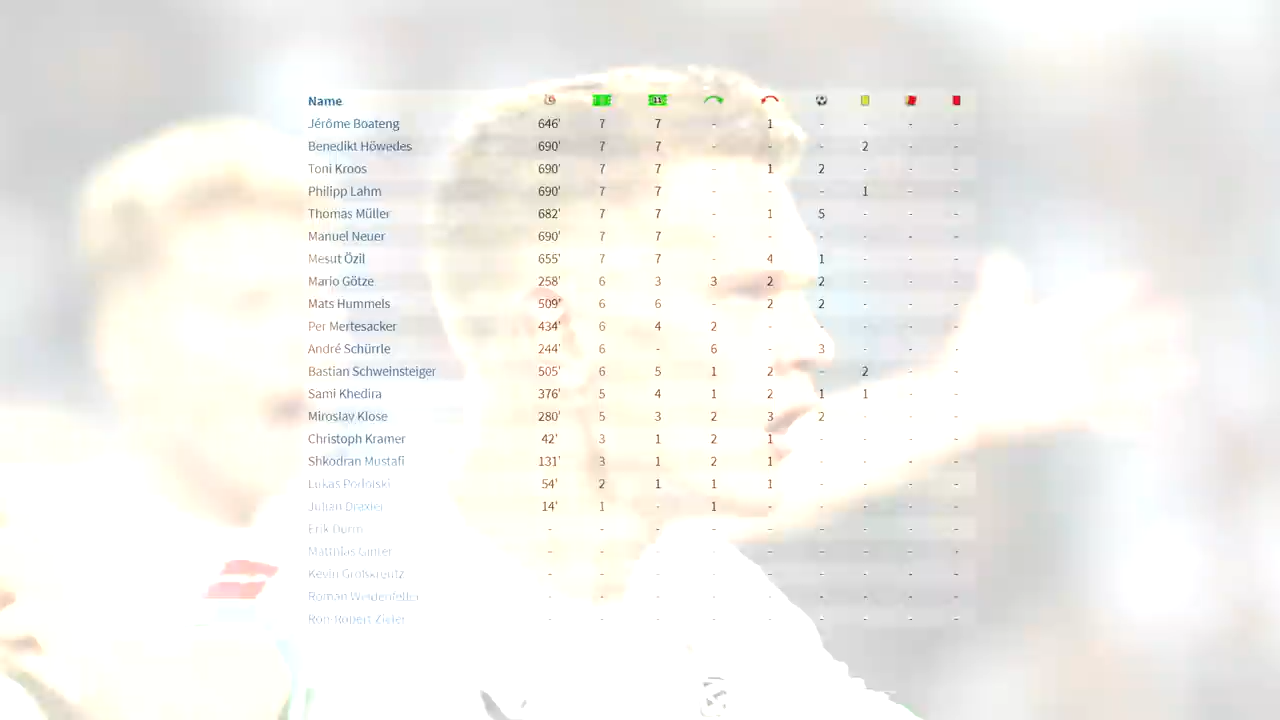 Name
Jérôme Boateng 646' 7 7 - 1 - - - -
Benedikt Höwedes 690' 7 7 - - - 2 - -
Toni Kroos 690' 7 7 - 1 2 - - -
Philipp Lahm 690' 7 7 - - - 1 - -
Thomas Müller 682' 7 7 - 1 5 - - -
Manuel Neuer 690' 7 7 - - - - - -
Mesut Özil 655' 7 7 - 4 1 - - -
Mario Götze 258' 6 3 3 2 2 - - -
Mats Hummels 509' 6 6 - 2 2 - - -
Per Mertesacker 434' 6 4 2 - - - - -
André Schürrle 244' 6 - 6 - 3 - - -
Bastian Schweinsteiger 505' 6 5 1 2 - 2 - -
Sami Khedira 376' 5 4 1 2 1 1 - -
Miroslav Klose 280' 5 3 2 3 2 - - -
Christoph Kramer 42' 3 1 2 1 - - - -
Shkodran Mustafi 131' 3 1 2 1 - - - -
Lukas Podolski 54' 2 1 1 1 - - - -
Julian Draxler 14' 1 - 1 - - - - -
Erik Durm - - - - - - - - -
Matthias Ginter - - - - - - - - -
Kevin Großkreutz - - - - - - - - -
Roman Weidenfeller - - - - - - - - -
Ron-Robert Zieler - - - - - - - - -